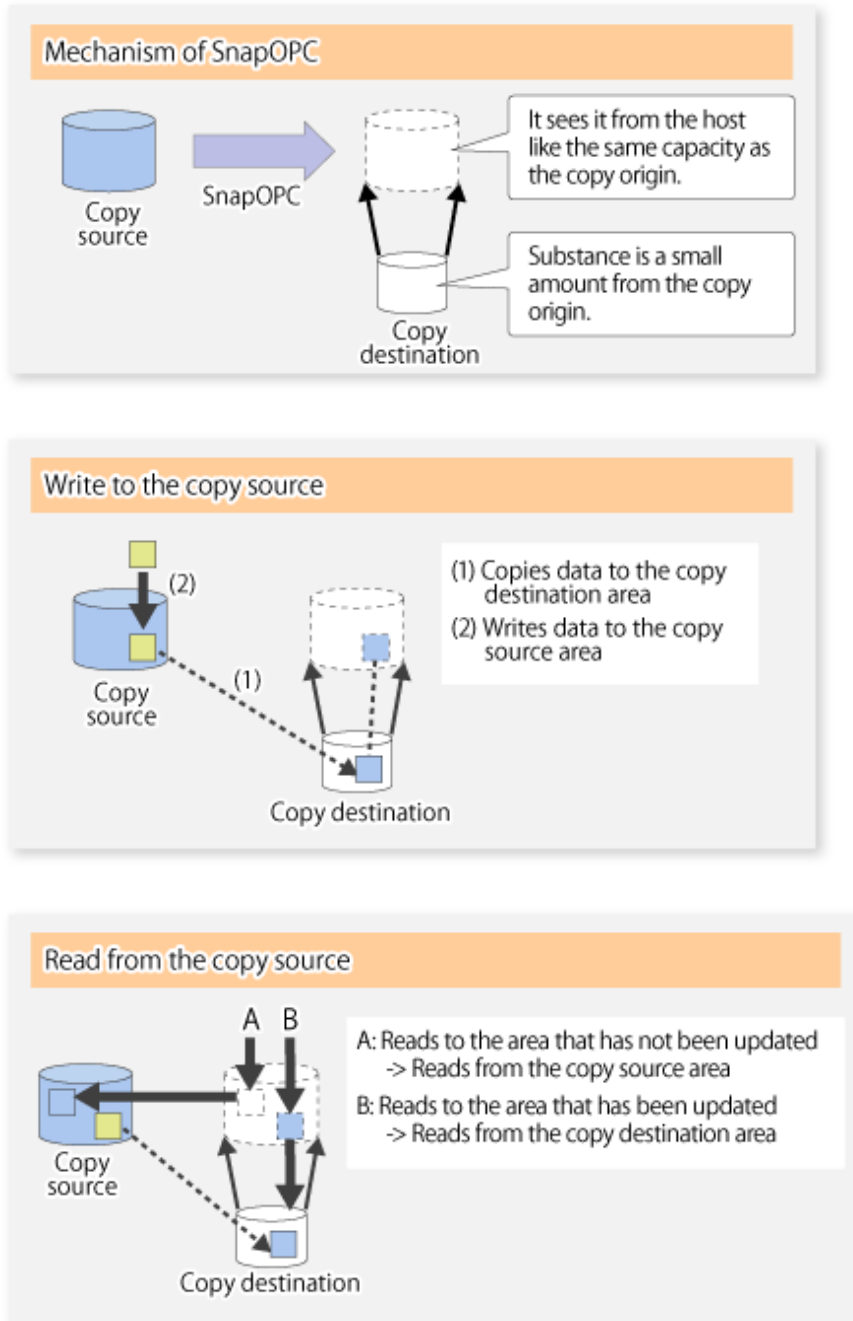 Mechanism of SnapOPC
It sees it from the host
like the same capacity as
the copy origin.
SnapOPC
Copy
source
Substance is a small
amount from the copy
origin.
Copy
destination
Write to the copy source
(2)
(1) Copies data to the copy
destination area
(2) Writes data to the copy
source area
(1)
Copy
source
Copy destination
Read from the copy source
A B
A: Reads to the area that has not been updated
-> Reads from the copy source area
B: Reads to the area that has been updated
-> Reads from the copy destination area
Copy
source
Copy destination